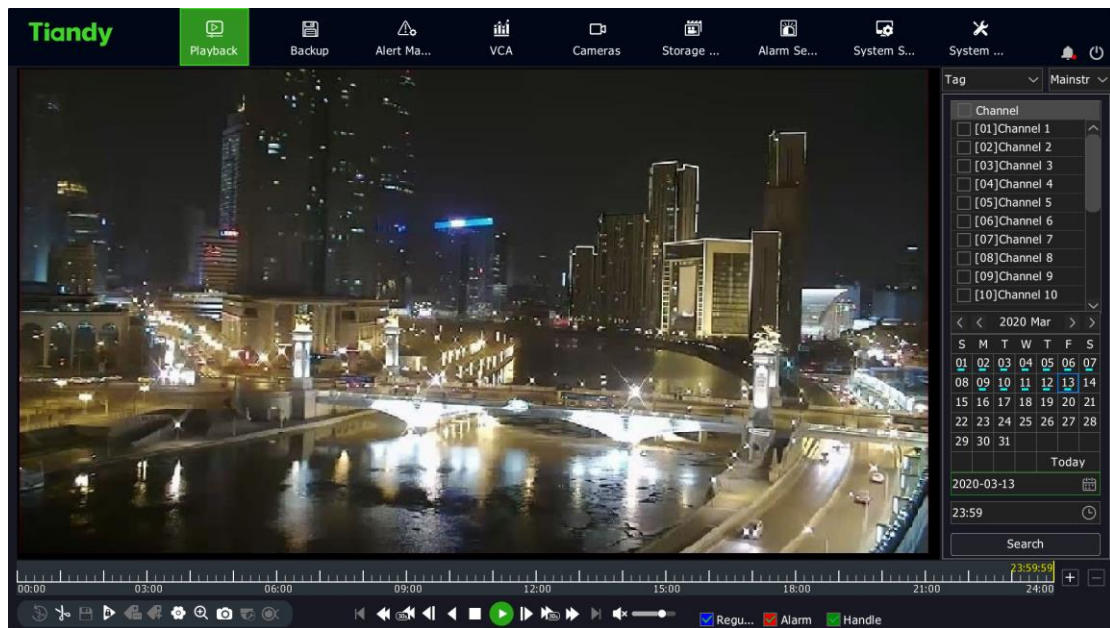 Tiandy
Playback
Backup
Alert Ma...
VCA
Cameras
Storage ...
Alarm Se...
System S...
System ...
Tag
Mainstr
Channel
[01]Channel 1
[02]Channel 2
[03]Channel 3
[04]Channel 4
[05]Channel 5
[06]Channel 6
[07]Channel 7
[08]Channel 8
[09]Channel 9
[10]Channel 10
2020 Mar
S M T W T F S
01 02 03 04 05 06 07
08 09 10 11 12 13 14
15 16 17 18 19 20 21
22 23 24 25 26 27 28
29 30 31
Today
2020-03-13
23:59
Search
23:59:59
00:00 03:00 06:00 09:00 12:00 15:00 18:00 21:00 24:00
30s 30s
Regu... Alarm Handle